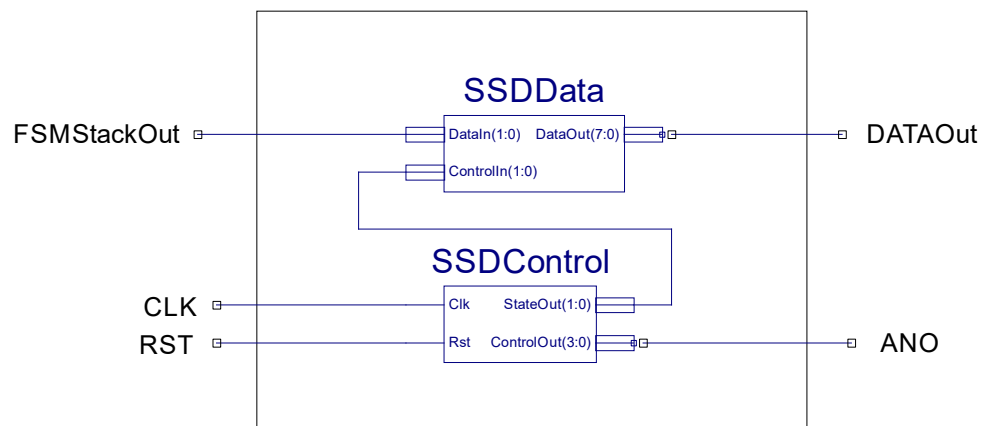 SSDData
FSMStackOut
DataIn(1:0)
DataOut(7:0)
DATAOut
ControlIn(1:0)
SSDControl
CLK
Clk
StateOut(1:0)
RST
Rst
ControlOut(3:0)
ANO